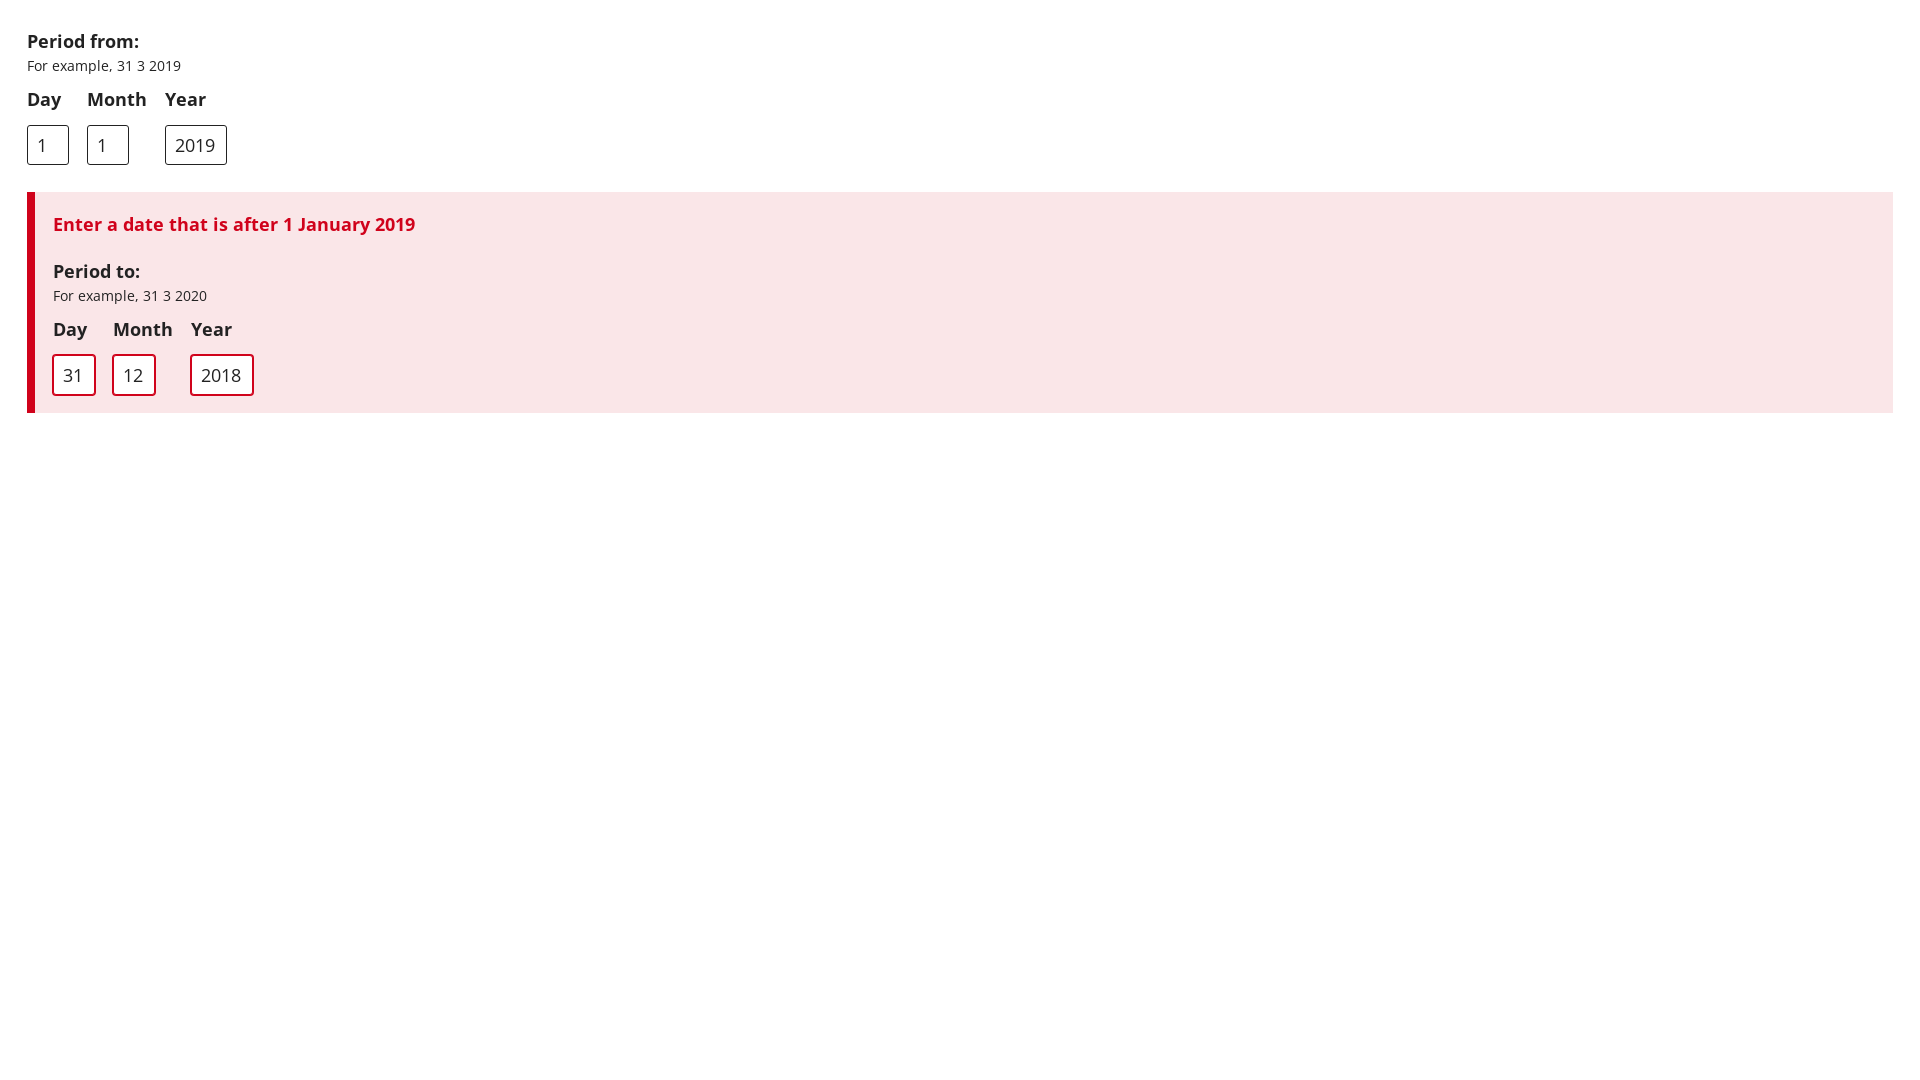 Period from:
For example, 31 3 2019
Day Month Year
1 1 2019
Enter a date that is after 1 January 2019
Period to:
For example, 31 3 2020
Day Month Year
31 12 2018